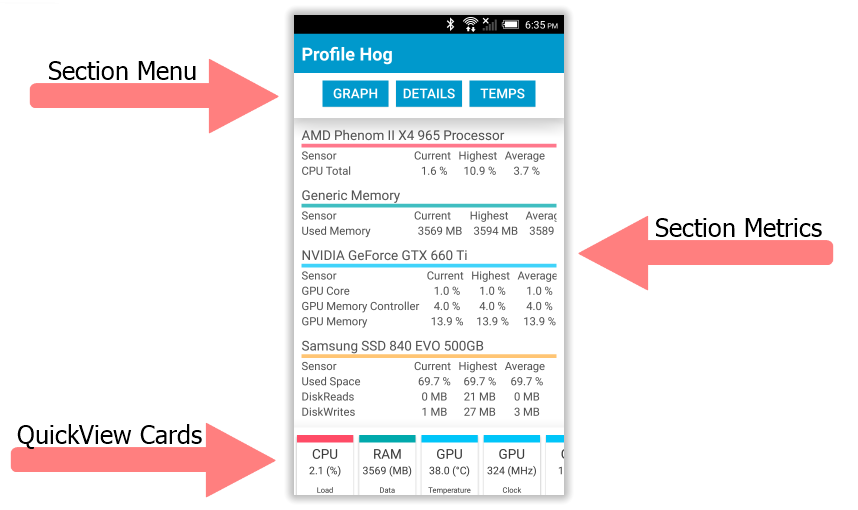 6:35 PM
Profile Hog
Section Menu
GRAPH DETAILS TEMPS
AMD Phenom II X4 965 Processor
Sensor Current Highest Average
CPU Total 1.6 % 10.9 % 3.7 %
Generic Memory
Sensor Current Highest Averag
Used Memory 3569 MB 3594 MB 3589
Section Metrics
NVIDIA GeForce GTX 660 Ti
Sensor Current Highest Average
GPU Core 1.0 % 1.0 % 1.0 %
GPU Memory Controller 4.0 % 4.0 % 4.0 %
GPU Memory 13.9 % 13.9 % 13.9 %
Samsung SSD 840 EVO 500GB
Sensor Current Highest Average
Used Space 69.7 % 69.7 % 69.7 %
DiskReads 0 MB 21 MB 0 MB
DiskWrites 1 MB 27 MB 3 MB
QuickView Cards
CPU RAM GPU GPU
2.1 (%) 3569 (MB) 38.0 (°C) 324 (MHz) 1
Load Data Temperature Clock